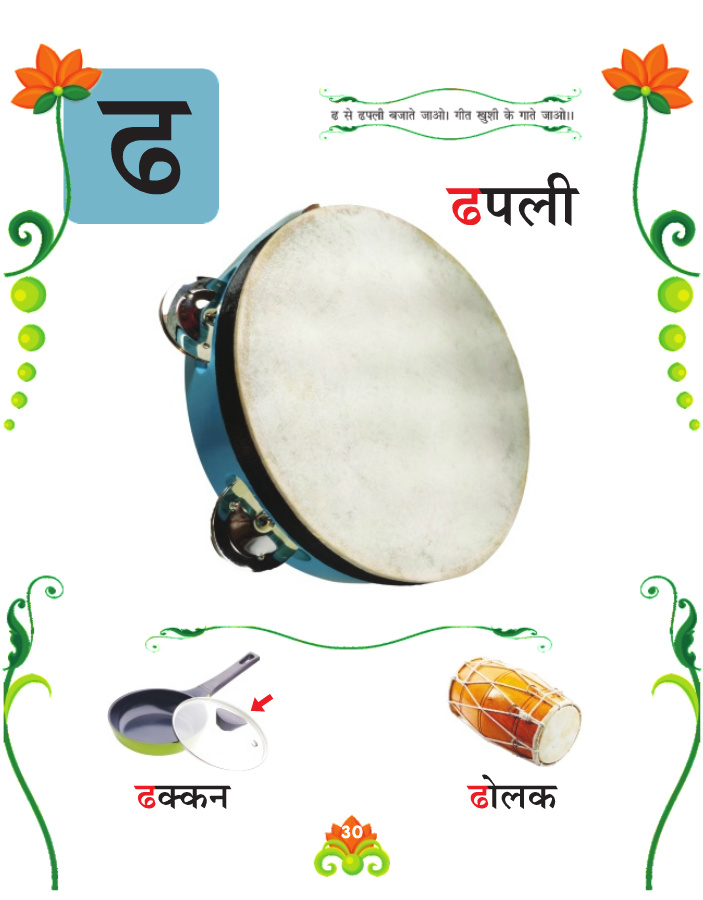 ढ
ढ से ढपली बजाते जाओ। गीत खुशी के गाते जाओ।।
ढपली
ढक्कन
ढोलक
30